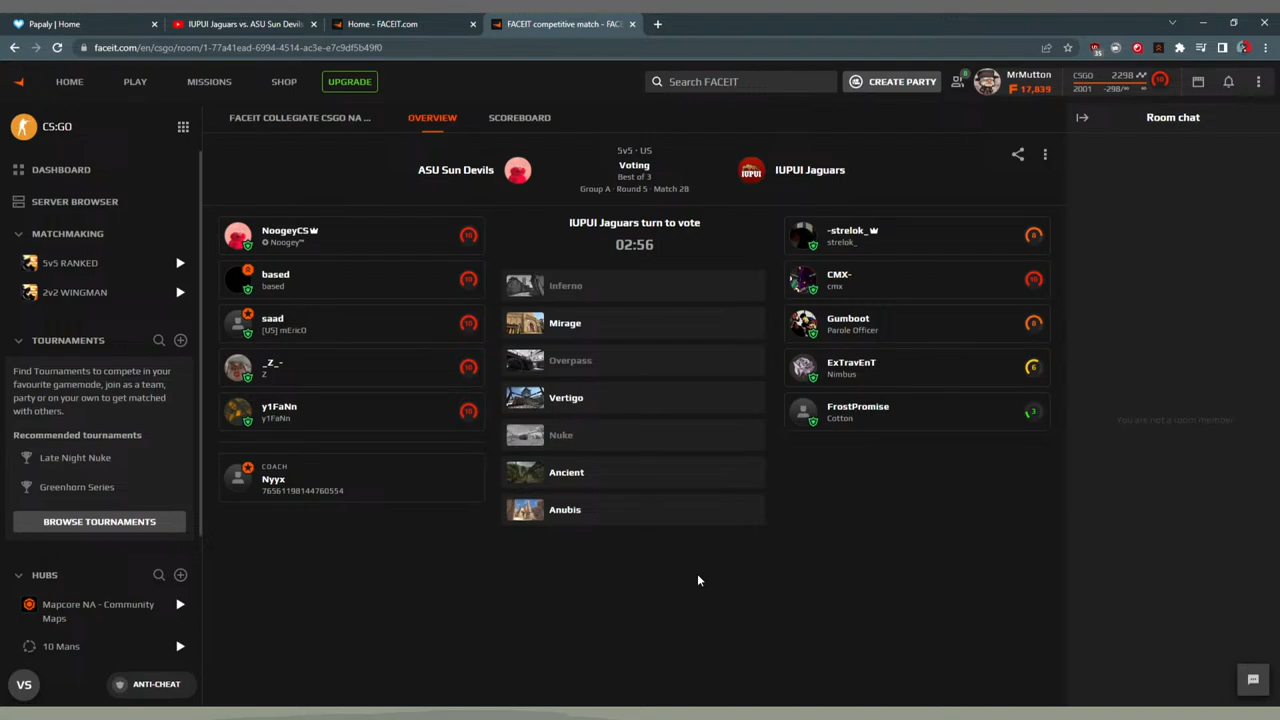 Papaly | Home
IUPUI Jaguars vs. ASU Sun Devils
Home - FACEIT.com
FACEIT competitive match - FACE
faceit.com/en/csgo/room/1-77a41ead-6994-4514-ac3e-e7c9df5b49f0
35
HOME
PLAY
MISSIONS
SHOP
UPGRADE
Search FACEIT
CREATE PARTY
MrMutton
17,839
CSGO 2298
2001 -298/∞
10
CS:GO
FACEIT COLLEGIATE CSGO NA ...
OVERVIEW
SCOREBOARD
Room chat
DASHBOARD
SERVER BROWSER
MATCHMAKING
5v5 RANKED
2v2 WINGMAN
TOURNAMENTS
Find Tournaments to compete in your
favourite gamemode, join as a team,
party or on your own to get matched
with others.
Recommended tournaments
Late Night Nuke
Greenhorn Series
BROWSE TOURNAMENTS
HUBS
Mapcore NA - Community
Maps
10 Mans
VS
ANTI-CHEAT
ASU Sun Devils
5v5 - US
Voting
Best of 3
Group A - Round 5 - Match 28
IUPUI
IUPUI Jaguars
NoogeyCS
Noogey™
10
based
based
10
saad
[US] mEricO
10
_Z_-
Z
10
y1FaNn
y1FaNn
10
COACH
Nyyx
76561198144760554
IUPUI Jaguars turn to vote
02:56
Inferno
Mirage
Overpass
Vertigo
Nuke
Ancient
Anubis
-strelok_
strelok_
8
CMX-
cmx
10
Gumboot
Parole Officer
8
ExTravEnT
Nimbus
6
FrostPromise
Cotton
3
You are not a room member